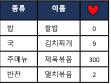 종류 이름
밥 쌀밥 0
국 김치찌개 9
주메뉴 제육볶음 300
반찬 멸치볶음 2